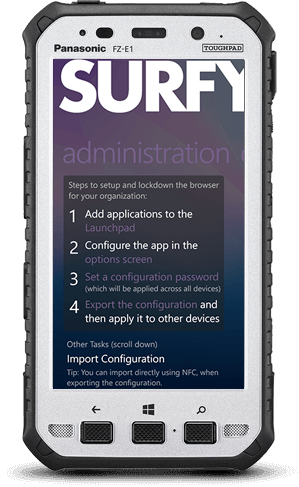 Panasonic FZ-E1 TOUGHPAD
SURFY
administration
Steps to setup and lockdown the browser
for your organization:
1 Add applications to the
Launchpad
2 Configure the app in the
options screen
3 Set a configuration password
(which will be applied across all devices)
4 Export the configuration and
then apply it to other devices
Other Tasks (scroll down)
Import Configuration
Tip: You can import directly using NFC, when
exporting the configuration.